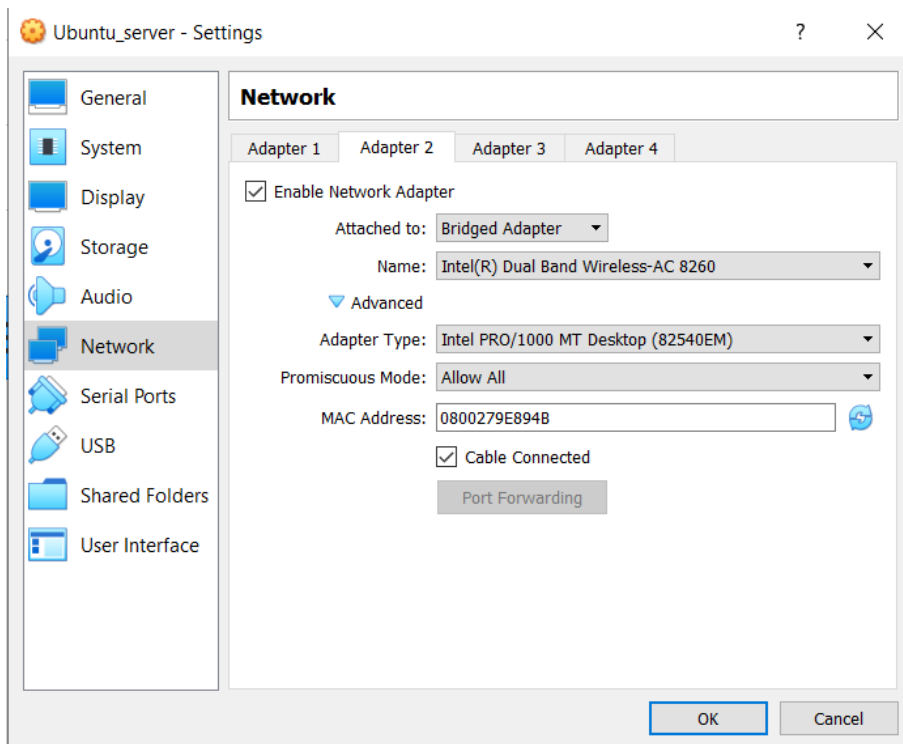 Ubuntu_server - Settings ? ×
General
System
Display
Storage
Audio
Network
Serial Ports
USB
Shared Folders
User Interface
Network
Adapter 1 Adapter 2 Adapter 3 Adapter 4
Enable Network Adapter
Attached to: Bridged Adapter
Name: Intel(R) Dual Band Wireless-AC 8260
Advanced
Adapter Type: Intel PRO/1000 MT Desktop (82540EM)
Promiscuous Mode: Allow All
MAC Address: 0800279E894B
Cable Connected
Port Forwarding
OK Cancel